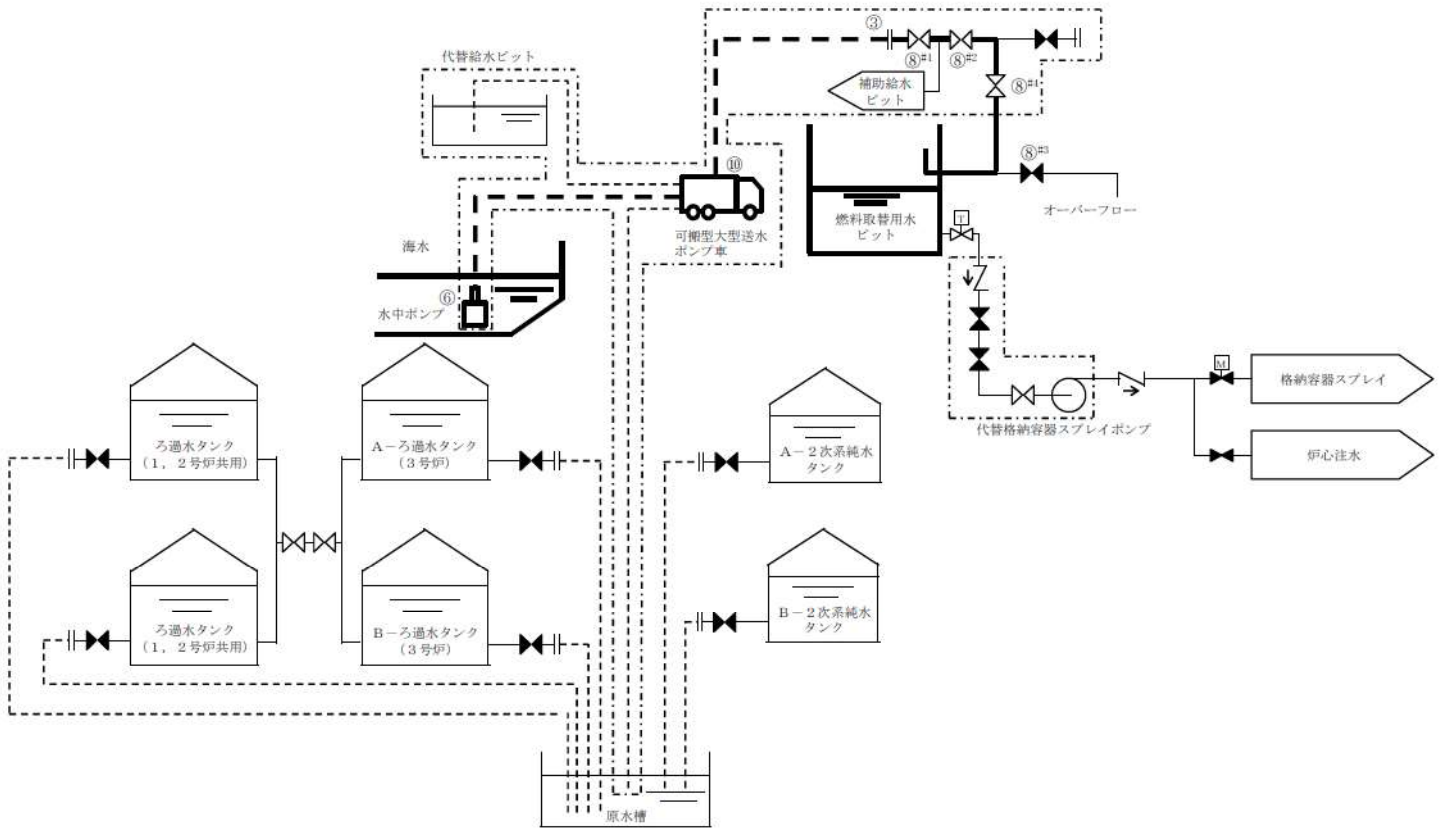 ③
代替給水ピット
⑧#1
⑧#2
補助給水
ピット
⑧#4
⑩
⑧#3
オーバーフロー
燃料取替用水
ピット
T
可搬型大型送水
ポンプ車
海水
⑥
水中ポンプ
M
格納容器スプレイ
代替格納容器スプレイポンプ
炉心注水
ろ過水タンク
(1,2号炉共用)
A-ろ過水タンク
(3号炉)
A-2次系純水
タンク
ろ過水タンク
(1,2号炉共用)
B-ろ過水タンク
(3号炉)
B-2次系純水
タンク
原水槽